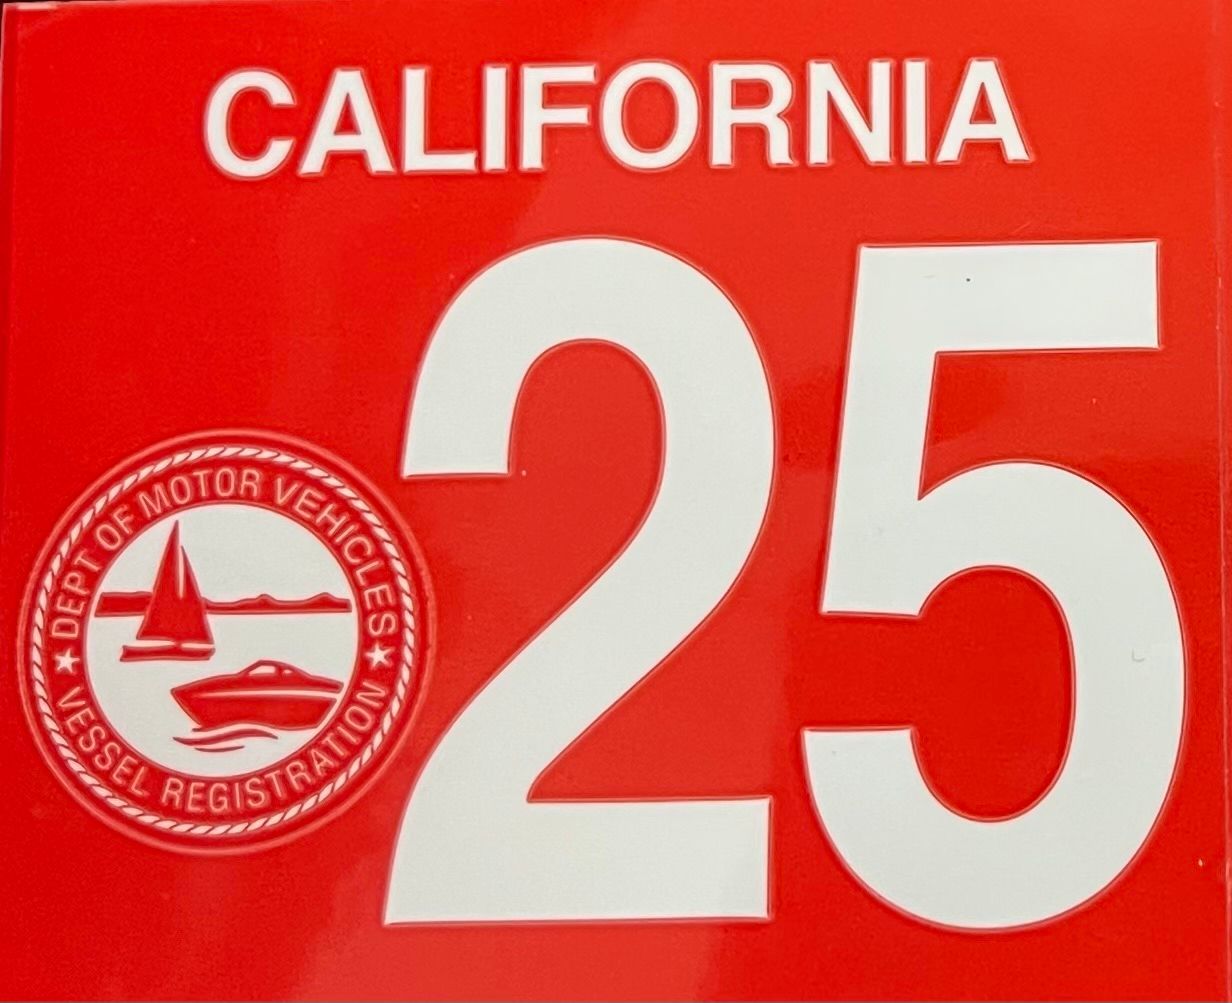 CALIFORNIA
25
DEPT OF MOTOR VEHICLES
★ VESSEL REGISTRATION ★